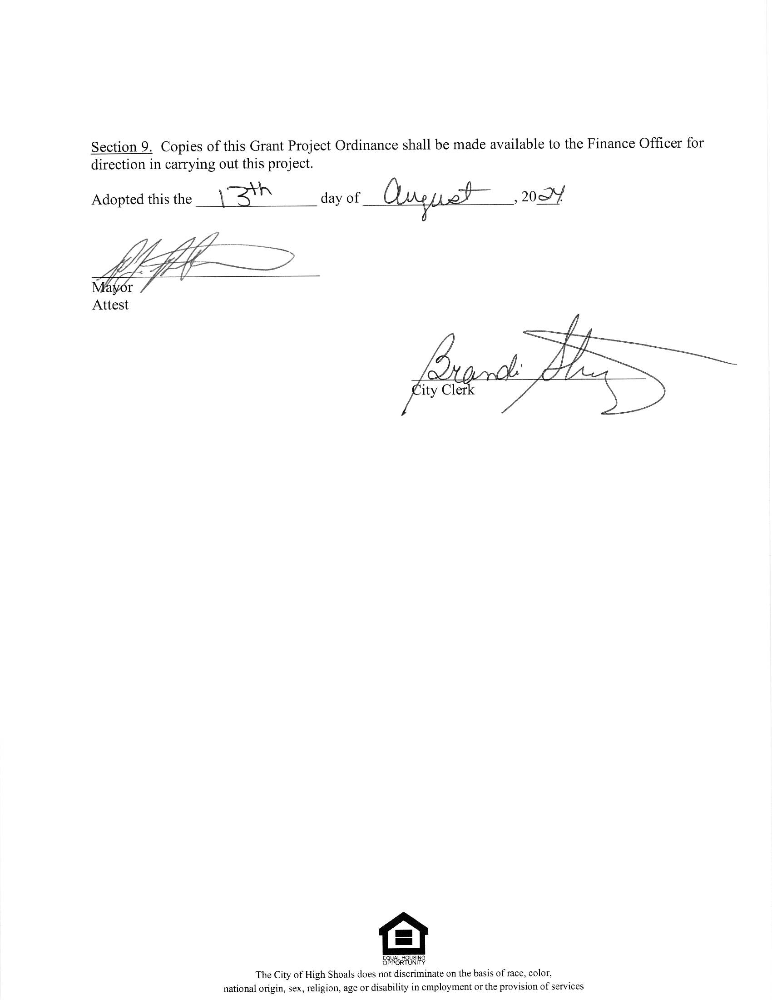 Section 9. Copies of this Grant Project Ordinance shall be made available to the Finance Officer for
direction in carrying out this project.
Adopted this the 13th day of August, 2024.
Mayor
Attest
Brandi
City Clerk
EQUAL HOUSING
OPPORTUNITY
The City of High Shoals does not discriminate on the basis of race, color,
national origin, sex, religion, age or disability in employment or the provision of services